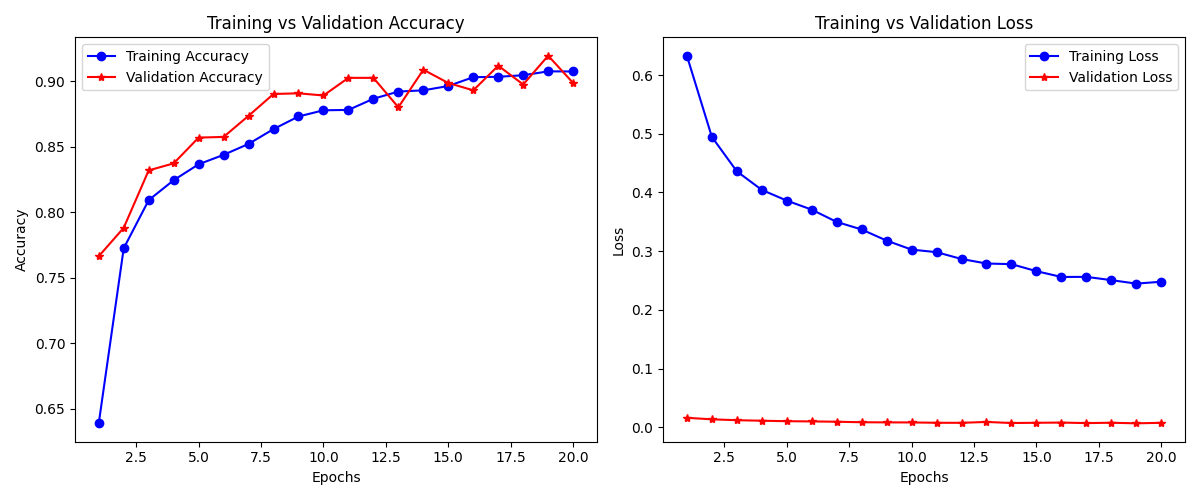 Training vs Validation Accuracy
Training Accuracy
Validation Accuracy
0.90
0.85
0.80
0.75
0.70
0.65
Accuracy
2.5 5.0 7.5 10.0 12.5 15.0 17.5 20.0
Epochs
Training vs Validation Loss
Training Loss
Validation Loss
0.6
0.5
0.4
0.3
0.2
0.1
0.0
Loss
2.5 5.0 7.5 10.0 12.5 15.0 17.5 20.0
Epochs